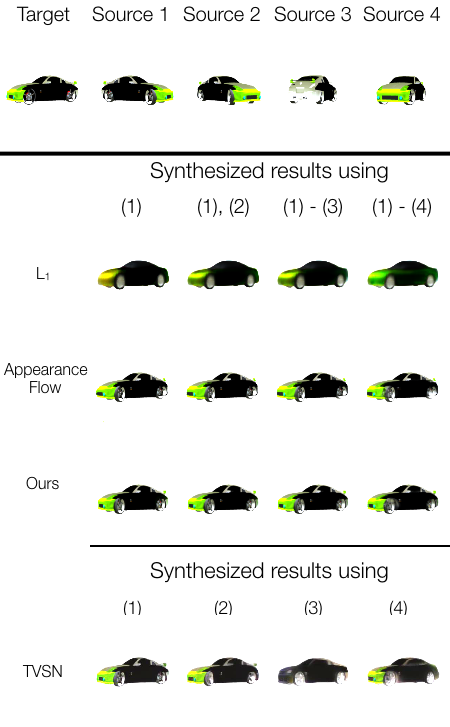 Target Source 1 Source 2 Source 3 Source 4
Synthesized results using
(1) (1), (2) (1) - (3) (1) - (4)
L₁
Appearance
Flow
Ours
Synthesized results using
(1) (2) (3) (4)
TVSN